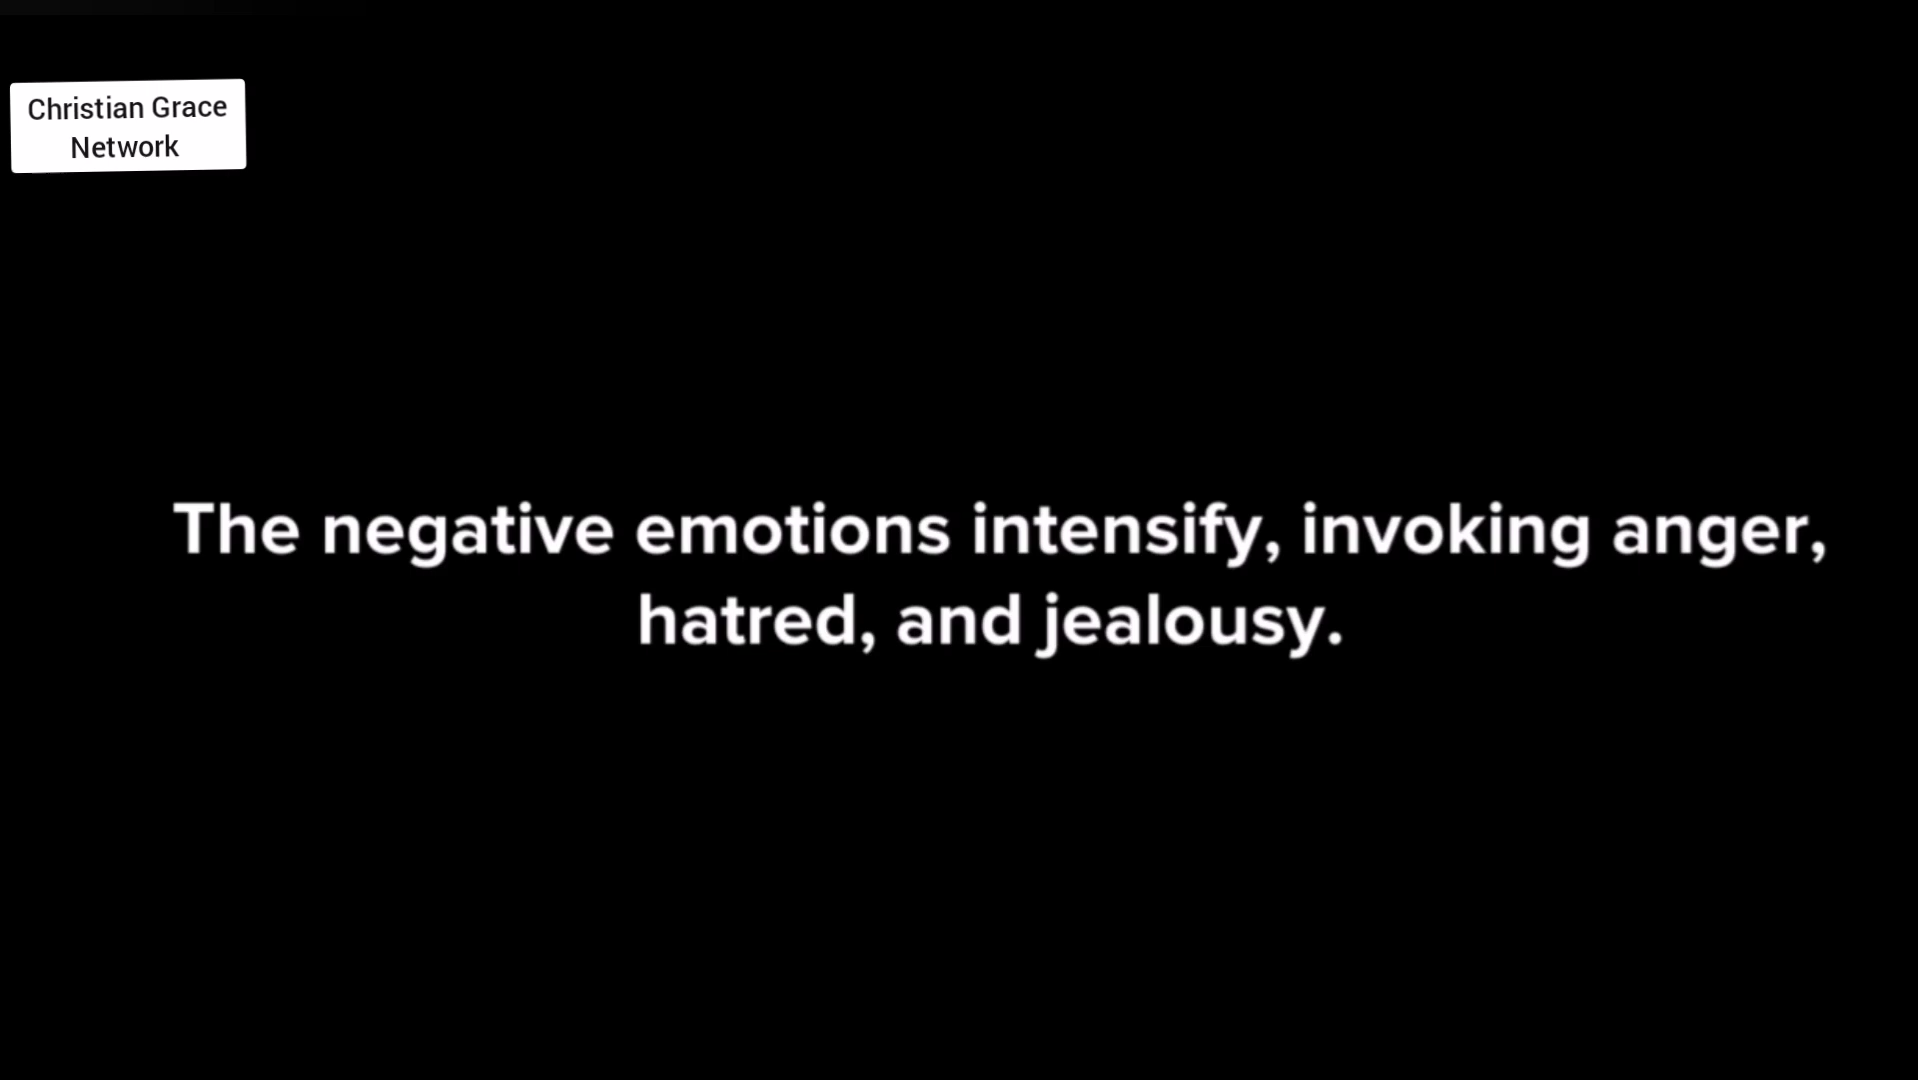 Christian Grace
Network
The negative emotions intensify, invoking anger,
hatred, and jealousy.